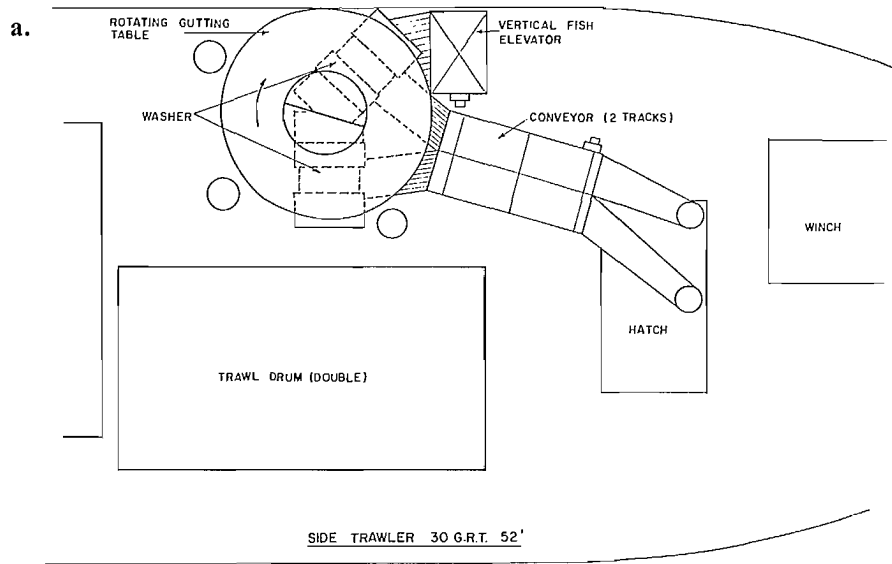 a.
ROTATING GUTTING
TABLE
VERTICAL FISH
ELEVATOR
WASHER
CONVEYOR (2 TRACKS)
WINCH
HATCH
TRAWL DRUM (DOUBLE)
SIDE TRAWLER 30 G.R.T. 52'